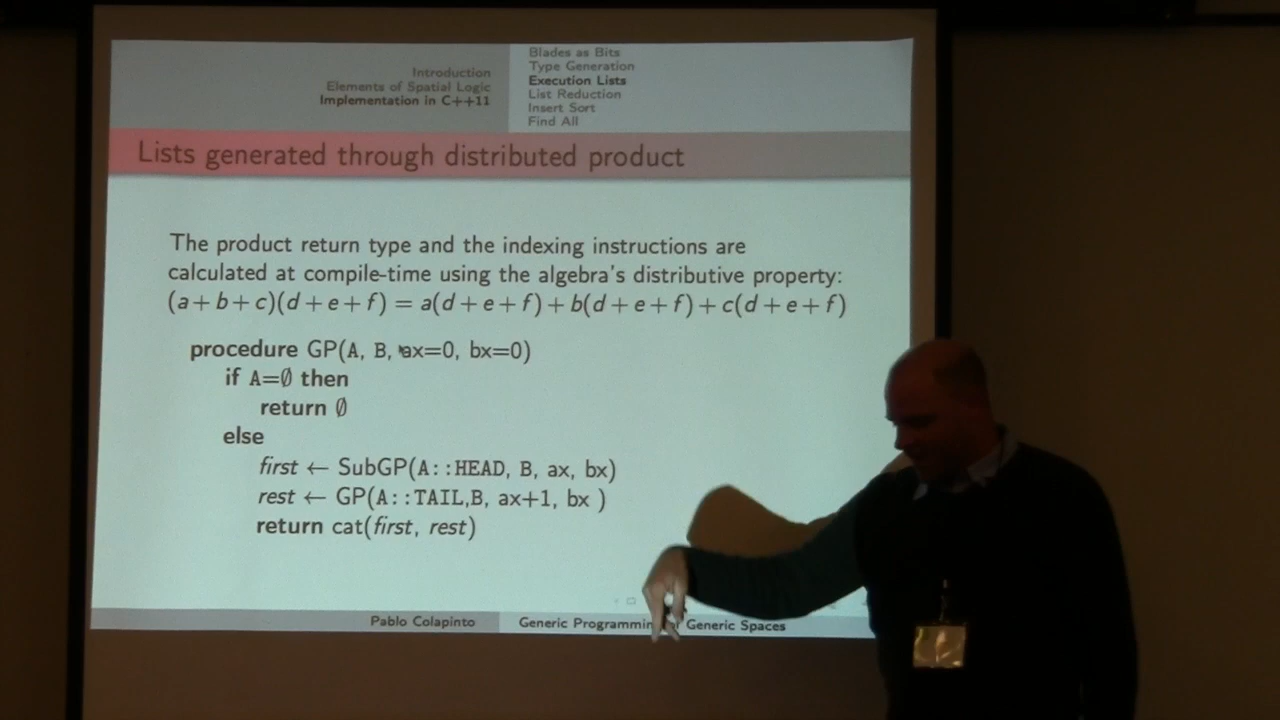 Introduction
Elements of Spatial Logic
Implementation in C++11
Blades as Bits
Type Generation
Execution Lists
List Reduction
Insert Sort
Find All
Lists generated through distributed product
The product return type and the indexing instructions are
calculated at compile-time using the algebra's distributive property:
(a+b+c)(d+e+f) = a(d+e+f)+b(d+e+f)+c(d+e+f)
procedure GP(A, B, ax=0, bx=0)
if A=∅ then
return ∅
else
first ← SubGP(A::HEAD, B, ax, bx)
rest ← GP(A::TAIL,B, ax+1, bx )
return cat(first, rest)
Pablo Colapinto
Generic Programmin Generic Spaces